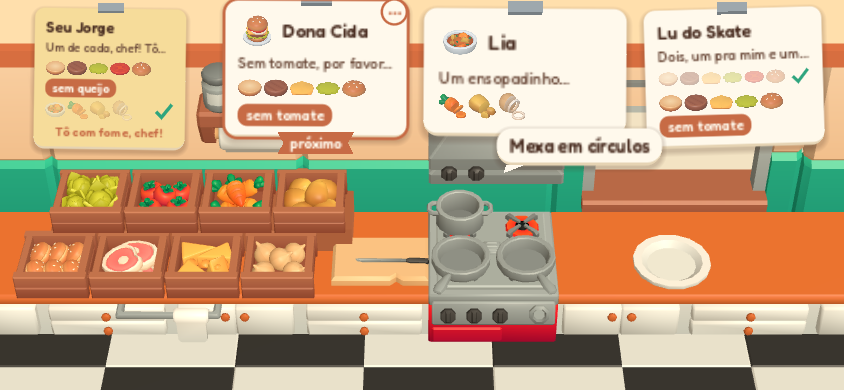 Seu Jorge
Um de cada, chef! Tô...
sem queijo
Tô com fome, chef!
Dona Cida
Sem tomate, por favor...
sem tomate
próximo
Lia
Um ensopadinho...
Mexa em círculos
Lu do Skate
Dois, um pra mim e um...
sem tomate